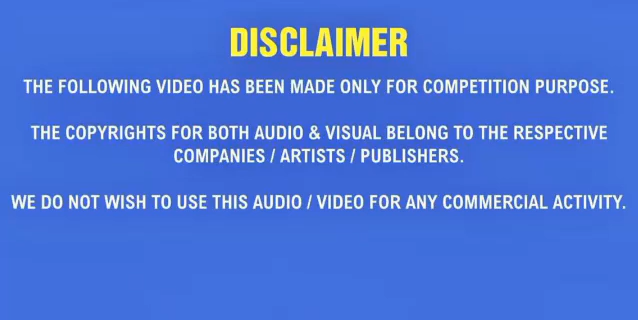 DISCLAIMER
THE FOLLOWING VIDEO HAS BEEN MADE ONLY FOR COMPETITION PURPOSE.
THE COPYRIGHTS FOR BOTH AUDIO & VISUAL BELONG TO THE RESPECTIVE
COMPANIES / ARTISTS / PUBLISHERS.
WE DO NOT WISH TO USE THIS AUDIO / VIDEO FOR ANY COMMERCIAL ACTIVITY.